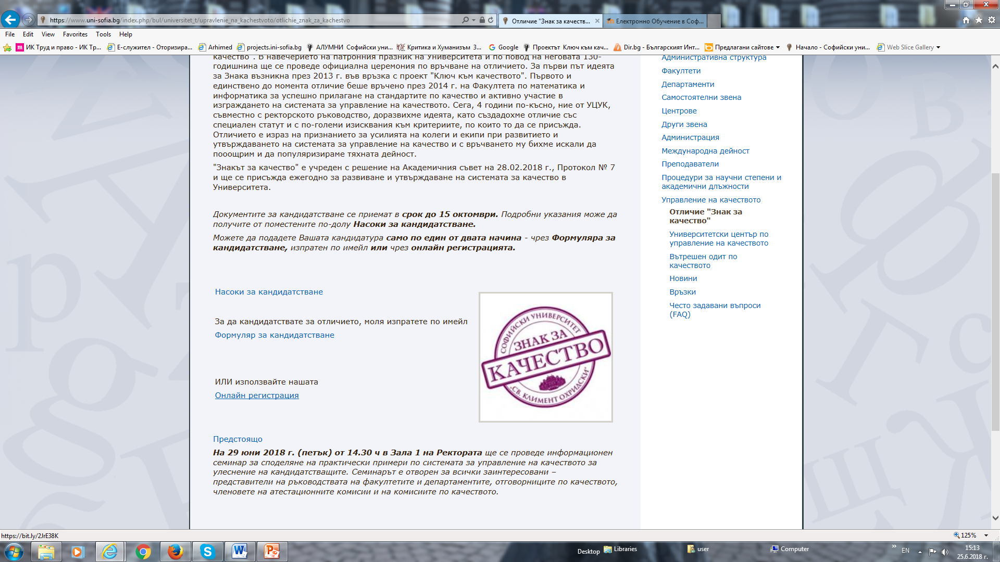 https://www.uni-sofia.bg/index.php/bul/universitet_t/upravlenie_na_kachestvoto/otlichie_znak_za_kachestvo
Отличие "Знак за качеств...
Електронно Обучение в Соф...
File Edit View Favorites Tools Help
ИК Труд и право - ИК Тр...
Е-служител - Оторизира...
Arhimed
projects.ini-sofia.bg
АЛУМНИ Софийски уни...
Критика и Хуманизъм З...
Google
Проектът Ключ към кач...
Dir.bg - Българският Инт...
Предлагани сайтове
Начало - Софийски уни...
Web Slice Gallery
качество". В навечерието на патронния празник на Университета и по повод на неговата 130-
годишнина ще се проведе официална церемония по връчване на отличието. За първи път идеята
за Знака възникна през 2013 г. във връзка с проект "Ключ към качеството". Първото и
единствено до момента отличие беше връчено през 2014 г. на Факултета по математика и
информатика за успешно прилагане на стандартите по качество и активно участие в
изграждането на системата за управление на качеството. Сега, 4 години по-късно, ние от УЦУК,
съвместно с ректорското ръководство, доразвихме идеята, като създадохме отличие със
специален статут и с по-големи изисквания към критериите, по които то да се присъжда.
Отличието е израз на признанието за усилията на колеги и екипи при развитието и
утвърждаването на системата за управление на качество и с връчването му бихме искали да
пооощрим и да популяризираме тяхната дейност.
"Знакът за качество" е учреден с решение на Академичния съвет на 28.02.2018 г., Протокол № 7
и ще се присъжда ежегодно за развиване и утвърждаване на системата за качество в
Университета.
Документите за кандидатстване се приемат в срок до 15 октомври. Подробни указания може да
получите от поместените по-долу Насоки за кандидатстване.
Можете да подадете Вашата кандидатура само по един от двата начина - чрез Формуляра за
кандидатстване, изпратен по имейл или чрез онлайн регистрацията.
Насоки за кандидатстване
За да кандидатствате за отличието, моля изпратете по имейл
Формуляр за кандидатстване
ИЛИ използвайте нашата
Онлайн регистрация
СОФИЙСКИ УНИВЕРСИТЕТ
ЗНАК ЗА
КАЧЕСТВО
„СВ. КЛИМЕНТ ОХРИДСКИ"
Предстоящо
На 29 юни 2018 г. (петък) от 14.30 ч в Зала 1 на Ректората ще се проведе информационен
семинар за споделяне на практически примери по системата за управление на качеството за
улеснение на кандидатстващите. Семинарът е отворен за всички заинтересовани –
представители на ръководствата на факултетите и департаментите, отговорниците по качеството,
членовете на атестационните комисии и на комисиите по качеството.
Административна структура
Факултети
Департаменти
Самостоятелни звена
Центрове
Други звена
Администрация
Международна дейност
Преподаватели
Процедури за научни степени и
академични длъжности
Управление на качеството
Отличие "Знак за
качество"
Университетски център по
управление на качеството
Вътрешен одит по
качеството
Новини
Връзки
Често задавани въпроси
(FAQ)
https://bit.ly/2JrE38K
125%
Desktop
Libraries
user
Computer
EN
15:13
25.6.2018 г.